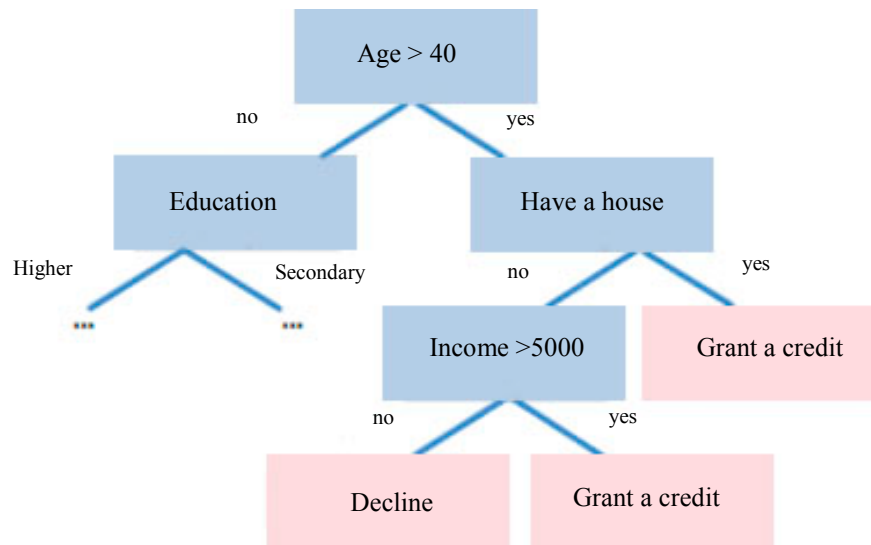 Age > 40
no
yes
Education
Have a house
Higher
Secondary
no
yes
...
...
Income >5000
Grant a credit
no
yes
Decline
Grant a credit